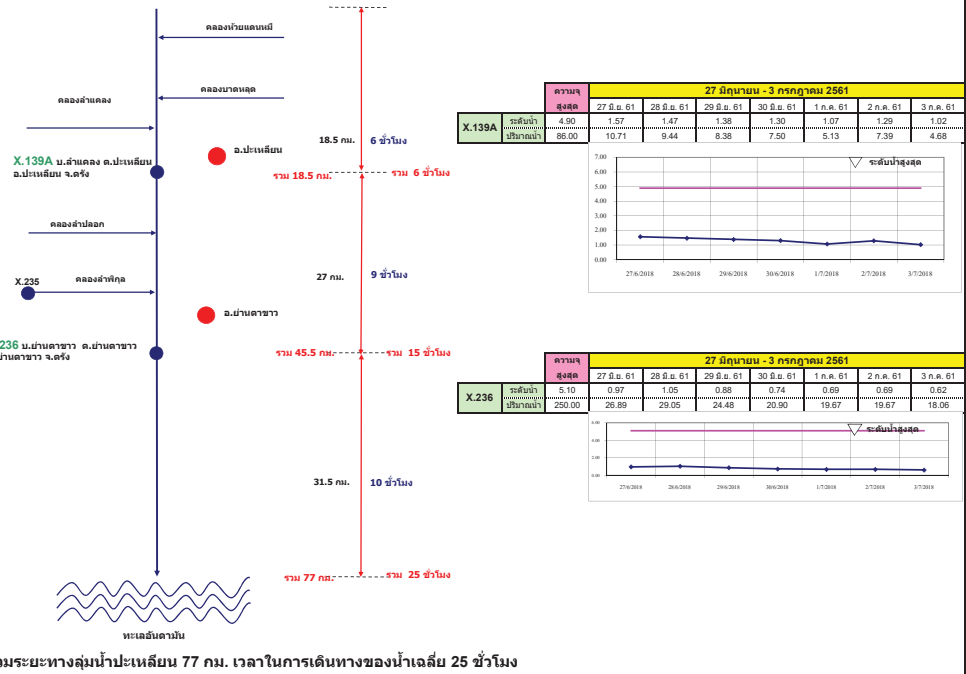 คลองห้วยแดนหมี
คลองบาดหลุด
คลองลำแคลง
18.5 กม. 6 ชั่วโมง
อ.ปะเหลียน
X.139A บ.ลำแคลง ต.ปะเหลียน
อ.ปะเหลียน จ.ตรัง
รวม 18.5 กม. รวม 6 ชั่วโมง
คลองลำปลอก
27 กม. 9 ชั่วโมง
X.235 คลองลำพิกุล
อ.ย่านตาขาว
236 บ.ย่านตาขาว ต.ย่านตาขาว
ย่านตาขาว จ.ตรัง
รวม 45.5 กม. รวม 15 ชั่วโมง
31.5 กม. 10 ชั่วโมง
รวม 77 กม. รวม 25 ชั่วโมง
ทะเลอันดามัน
วมระยะทางลุ่มน้ำปะเหลียน 77 กม. เวลาในการเดินทางของน้ำเฉลี่ย 25 ชั่วโมง
ความจุ 27 มิถุนายน - 3 กรกฎาคม 2561
สูงสุด 27 มิ.ย. 61 28 มิ.ย. 61 29 มิ.ย. 61 30 มิ.ย. 61 1 ก.ค. 61 2 ก.ค. 61 3 ก.ค. 61
X.139A
ระดับน้ำ 4.90 1.57 1.47 1.38 1.30 1.07 1.29 1.02
ปริมาณน้ำ 86.00 10.71 9.44 8.38 7.50 5.13 7.39 4.68
ระดับน้ำสูงสุด
7.00
6.00
5.00
4.00
3.00
2.00
1.00
0.00
27/6/2018 28/6/2018 29/6/2018 30/6/2018 1/7/2018 2/7/2018 3/7/2018
ความจุ 27 มิถุนายน - 3 กรกฎาคม 2561
สูงสุด 27 มิ.ย. 61 28 มิ.ย. 61 29 มิ.ย. 61 30 มิ.ย. 61 1 ก.ค. 61 2 ก.ค. 61 3 ก.ค. 61
X.236
ระดับน้ำ 5.10 0.97 1.05 0.88 0.74 0.69 0.69 0.62
ปริมาณน้ำ 250.00 26.89 29.05 24.48 20.90 19.67 19.67 18.06
ระดับน้ำสูงสุด
6.00
4.00
2.00
0.00
27/6/2018 28/6/2018 29/6/2018 30/6/2018 1/7/2018 2/7/2018 3/7/2018